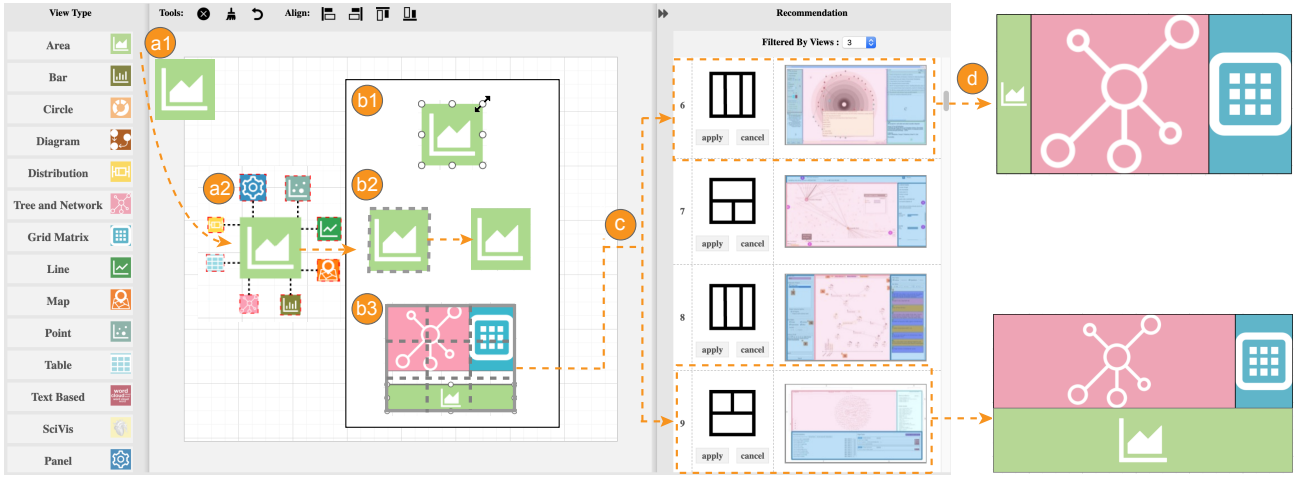 View Type
Tools:
Align:
Recommendation
Filtered By Views : 3
Area
Bar
Circle
Diagram
Distribution
Tree and Network
Grid Matrix
Line
Map
Point
Table
Text Based
word
cloud
SciVis
Panel
a1
a2
b1
b2
b3
c
6
apply cancel
7
apply cancel
8
apply cancel
9
apply cancel
d